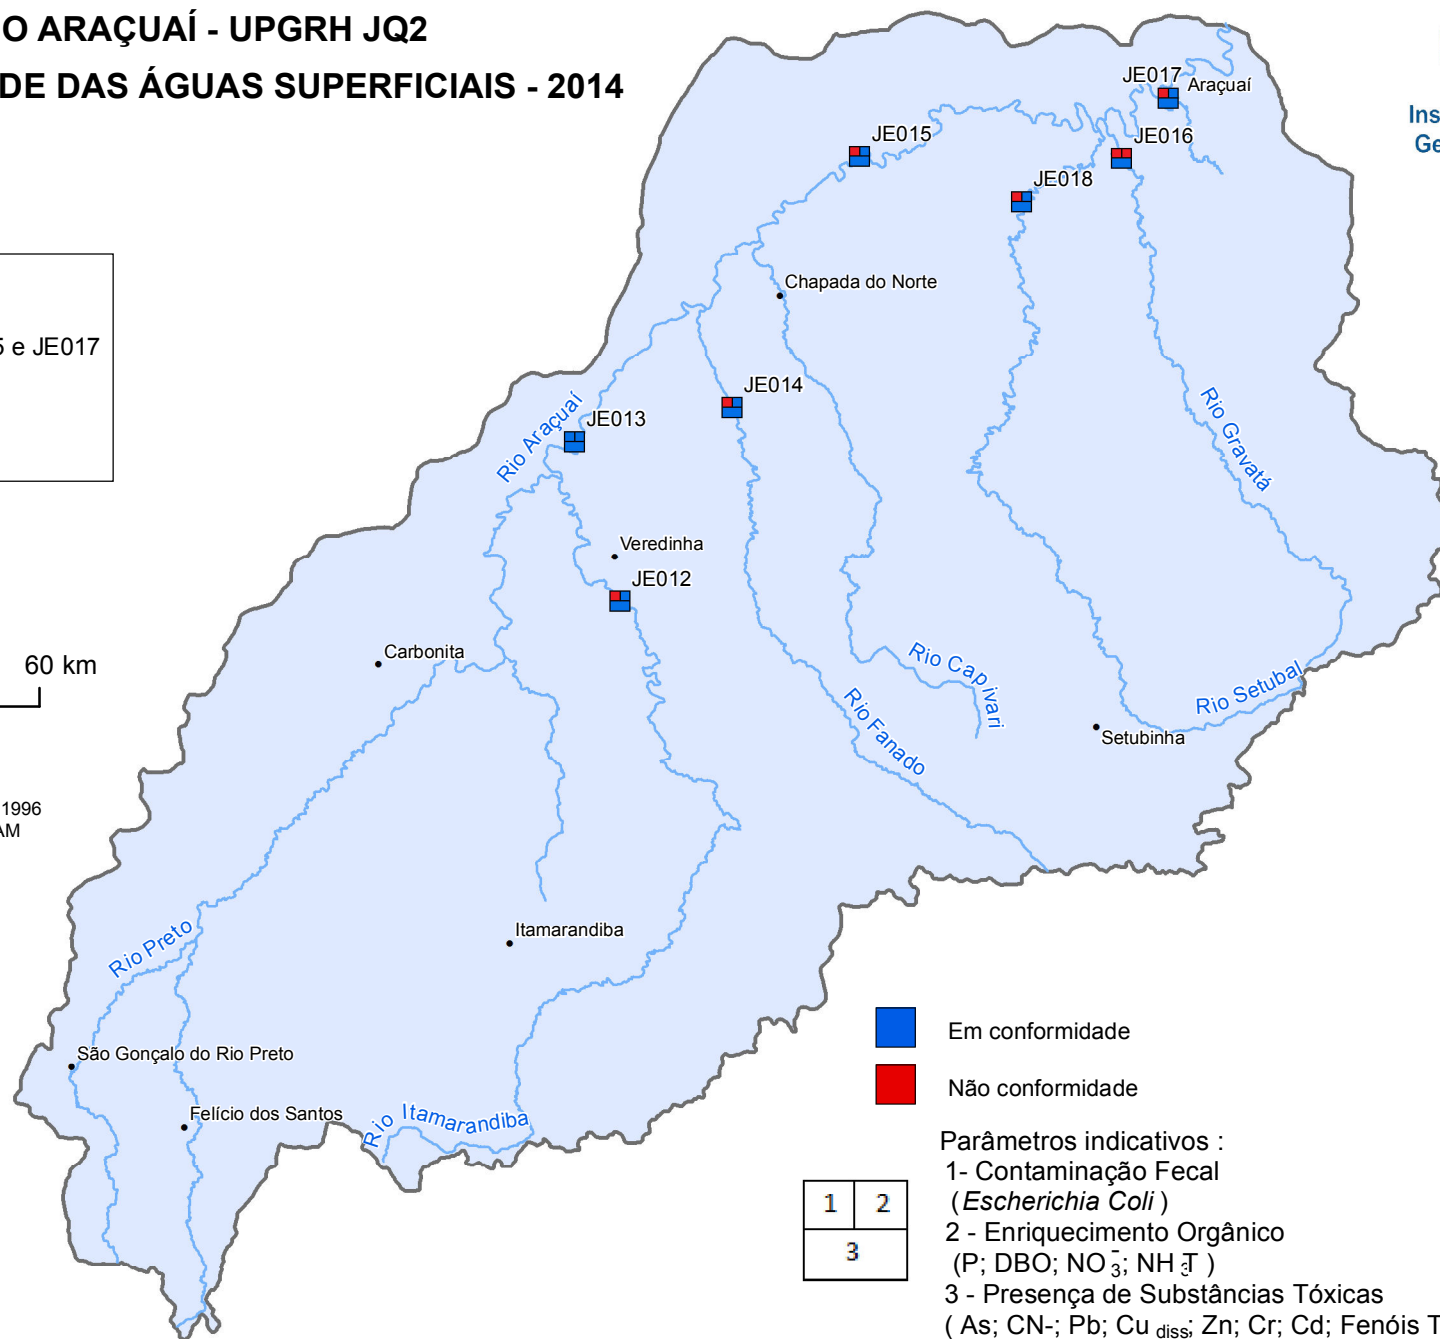 O ARAÇUAÍ - UPGRH JQ2
DE DAS ÁGUAS SUPERFICIAIS - 2014
JE017
Araçuaí
Ins
Ge
JE015
JE016
JE018
Chapada do Norte
e JE017
JE014
Rio Araçuaí
JE013
Rio Gravatá
Veredinha
JE012
Carbonita
60 km
Rio Capivari
Rio Setubal
Rio Fanado
Setubinha
1996
AM
Itamarandiba
Rio Preto
São Gonçalo do Rio Preto
Felício dos Santos
Rio Itamarandiba
Em conformidade
Não conformidade
Parâmetros indicativos :
1- Contaminação Fecal
(Escherichia Coli )
2 - Enriquecimento Orgânico
(P; DBO; NO3-; NH3T )
3 - Presença de Substâncias Tóxicas
( As; CN-; Pb; Cu diss; Zn; Cr; Cd; Fenóis T
1 2
3